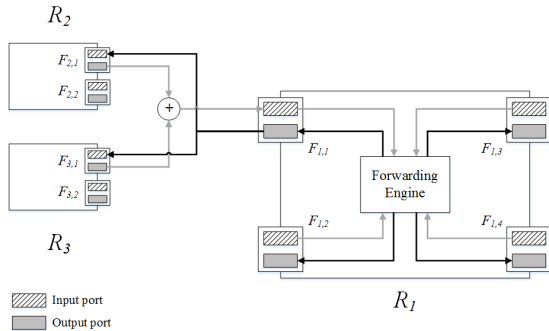 R2
F2,1
F2,2
+
F3,1
F3,2
R3
F1,1
F1,3
Forwarding
Engine
F1,2
F1,4
R1
Input port
Output port